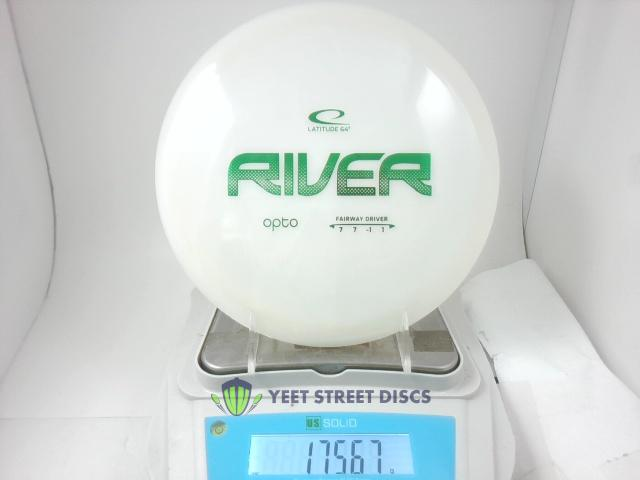 LATITUDE 64°
RIVER
opto
FAIRWAY DRIVER
7 7 -1 1
YEET STREET DISCS
US SOLID
175.67 g